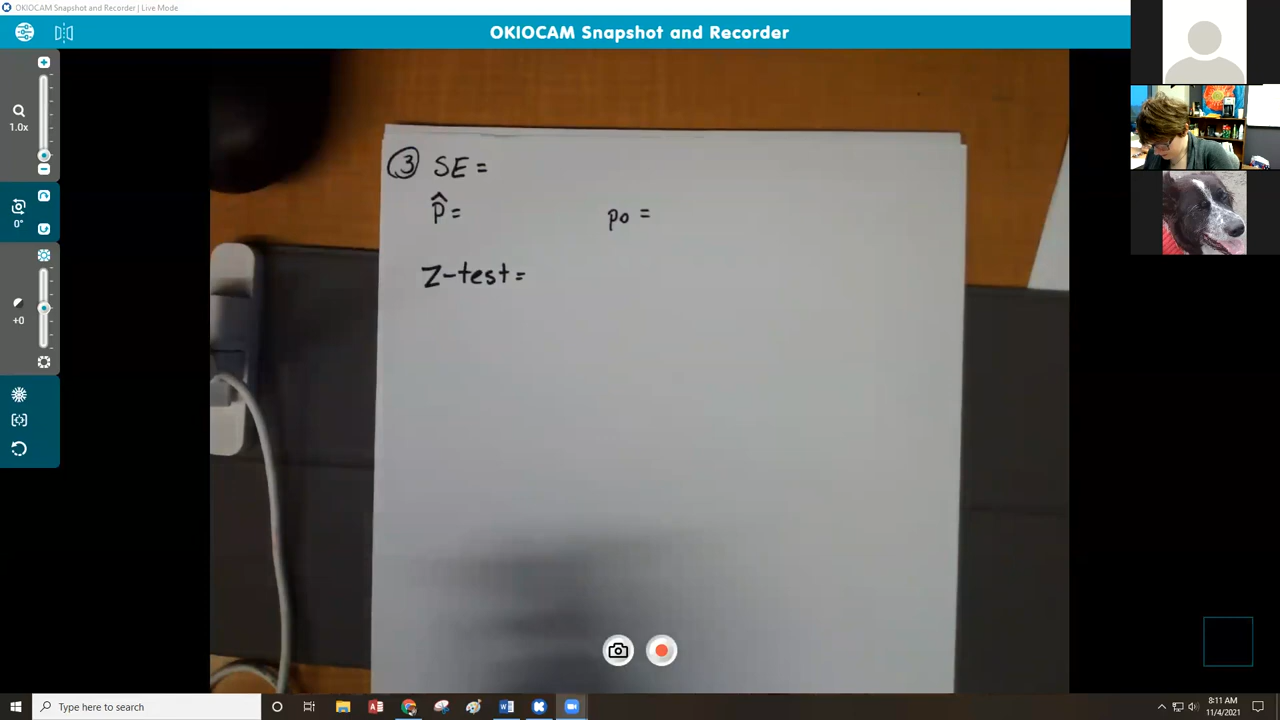 OKIOCAM Snapshot and Recorder | Live Mode
OKIOCAM Snapshot and Recorder
1.0x
0°
+0
③ SE =
p̂ = po =
Z-test =
Type here to search
8:11 AM
11/4/2021